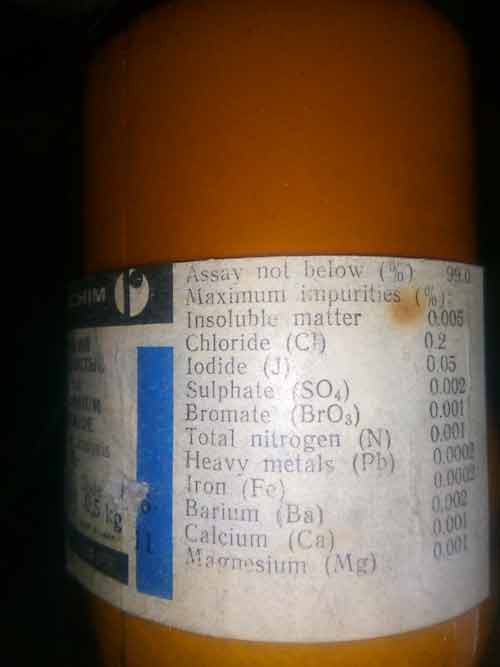 CHIM
Assay not below (%) 99.0
Maximum impurities (%):
Insoluble matter 0.005
Chloride (Cl) 0.2
Iodide (J) 0.05
Sulphate (SO₄) 0.002
Bromate (BrO₃) 0.001
Total nitrogen (N) 0.001
Heavy metals (Pb) 0.0002
Iron (Fe) 0.0002
Barium (Ba) 0.002
Calcium (Ca) 0.001
Magnesium (Mg) 0.001
0,5 kg